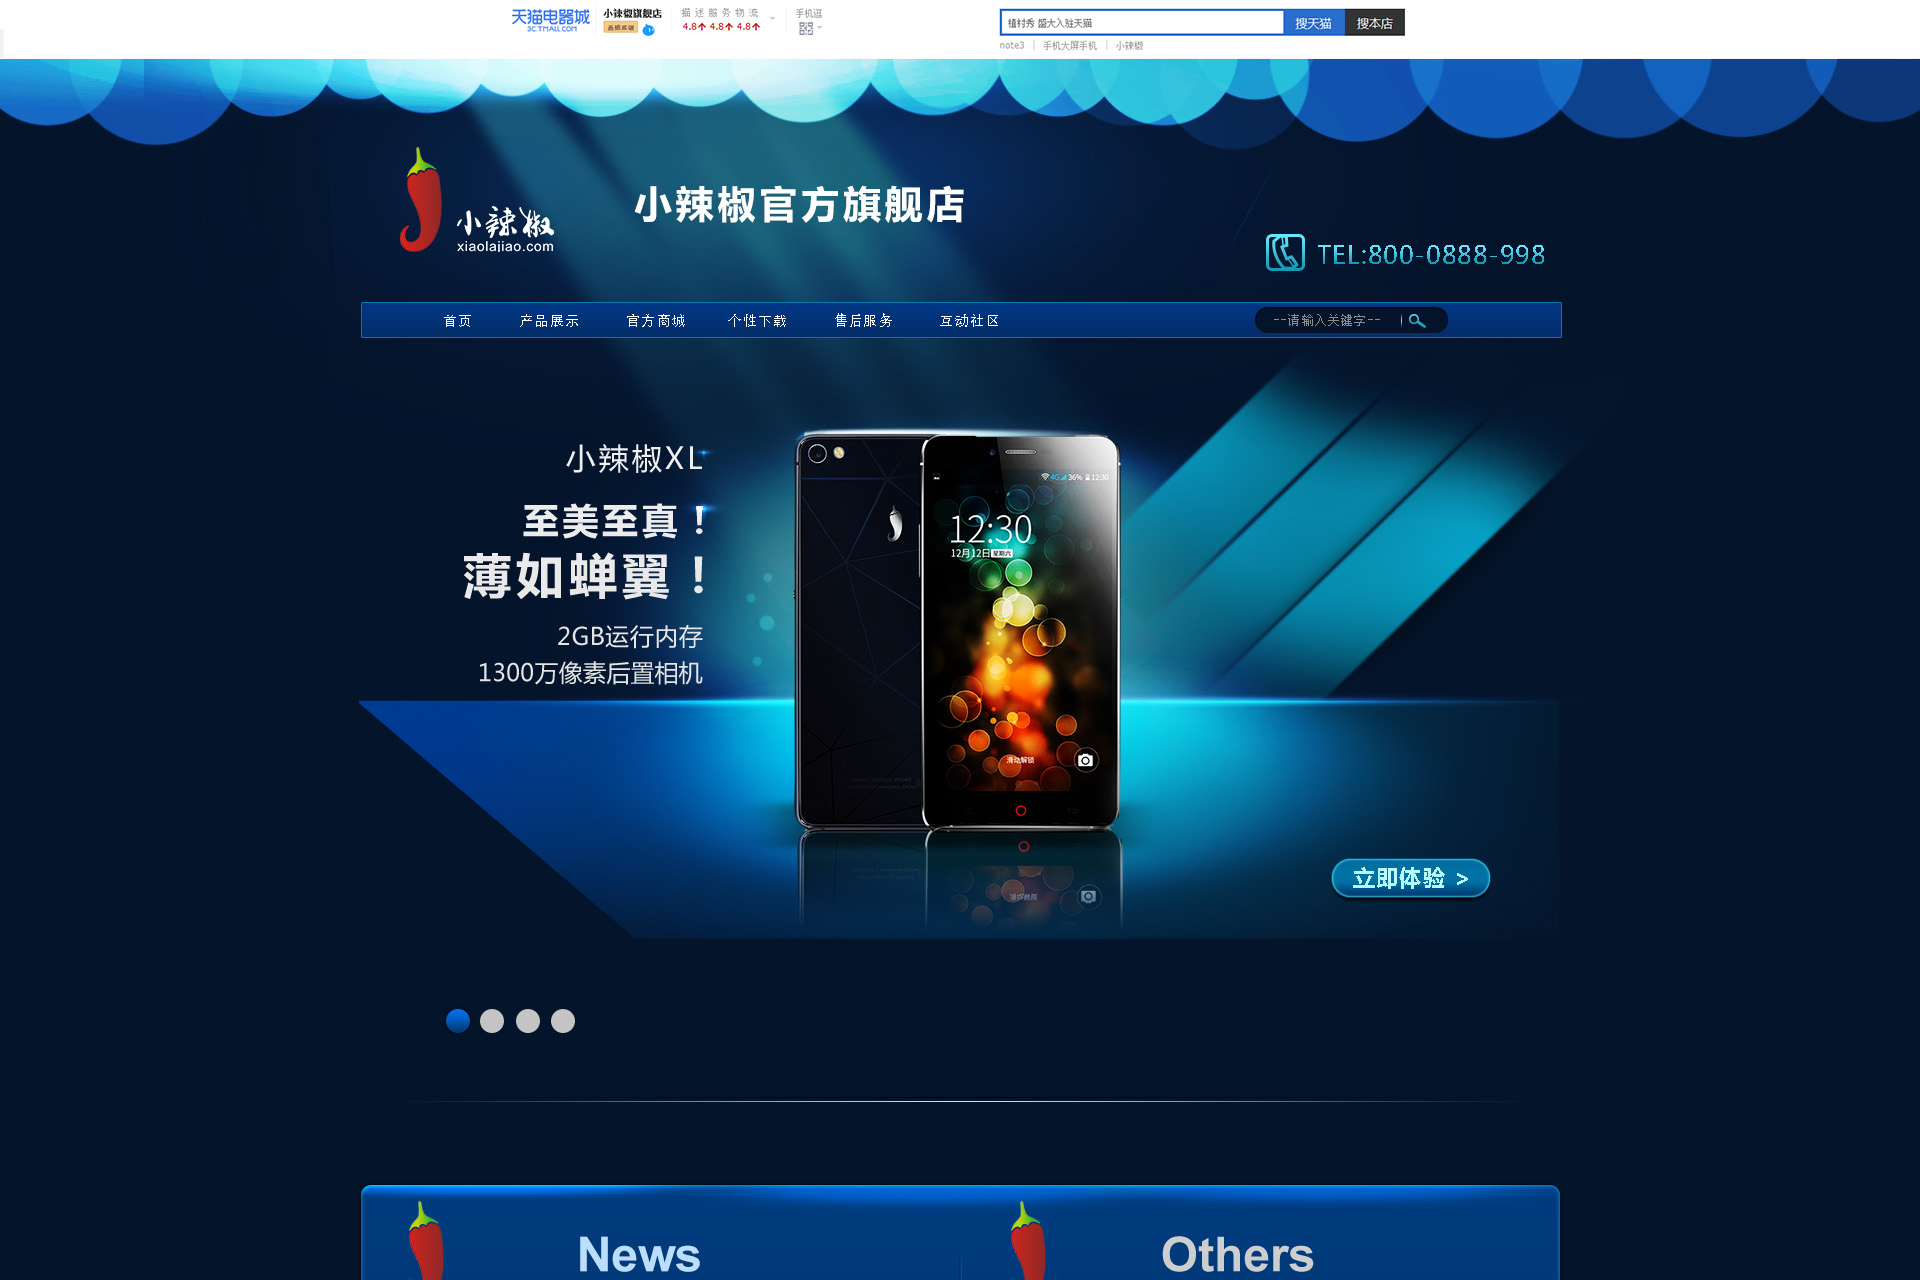 天猫电器城
3C.TMALL.COM
小辣椒旗舰店
描 述 服 务 物 流
4.8 4.8 4.8
手机逛
植村秀 盛大入驻天猫
搜天猫
搜本店
note3
手机大屏手机
小辣椒
小辣椒
xiaolajiao.com
小辣椒官方旗舰店
TEL:800-0888-998
首页
产品展示
官方商城
个性下载
售后服务
互动社区
--请输入关键字--
小辣椒XL
至美至真！
薄如蝉翼！
2GB运行内存
1300万像素后置相机
4G 36% 12:30
12:30
12月12日 星期六
滑动解锁
立即体验 >
News
Others